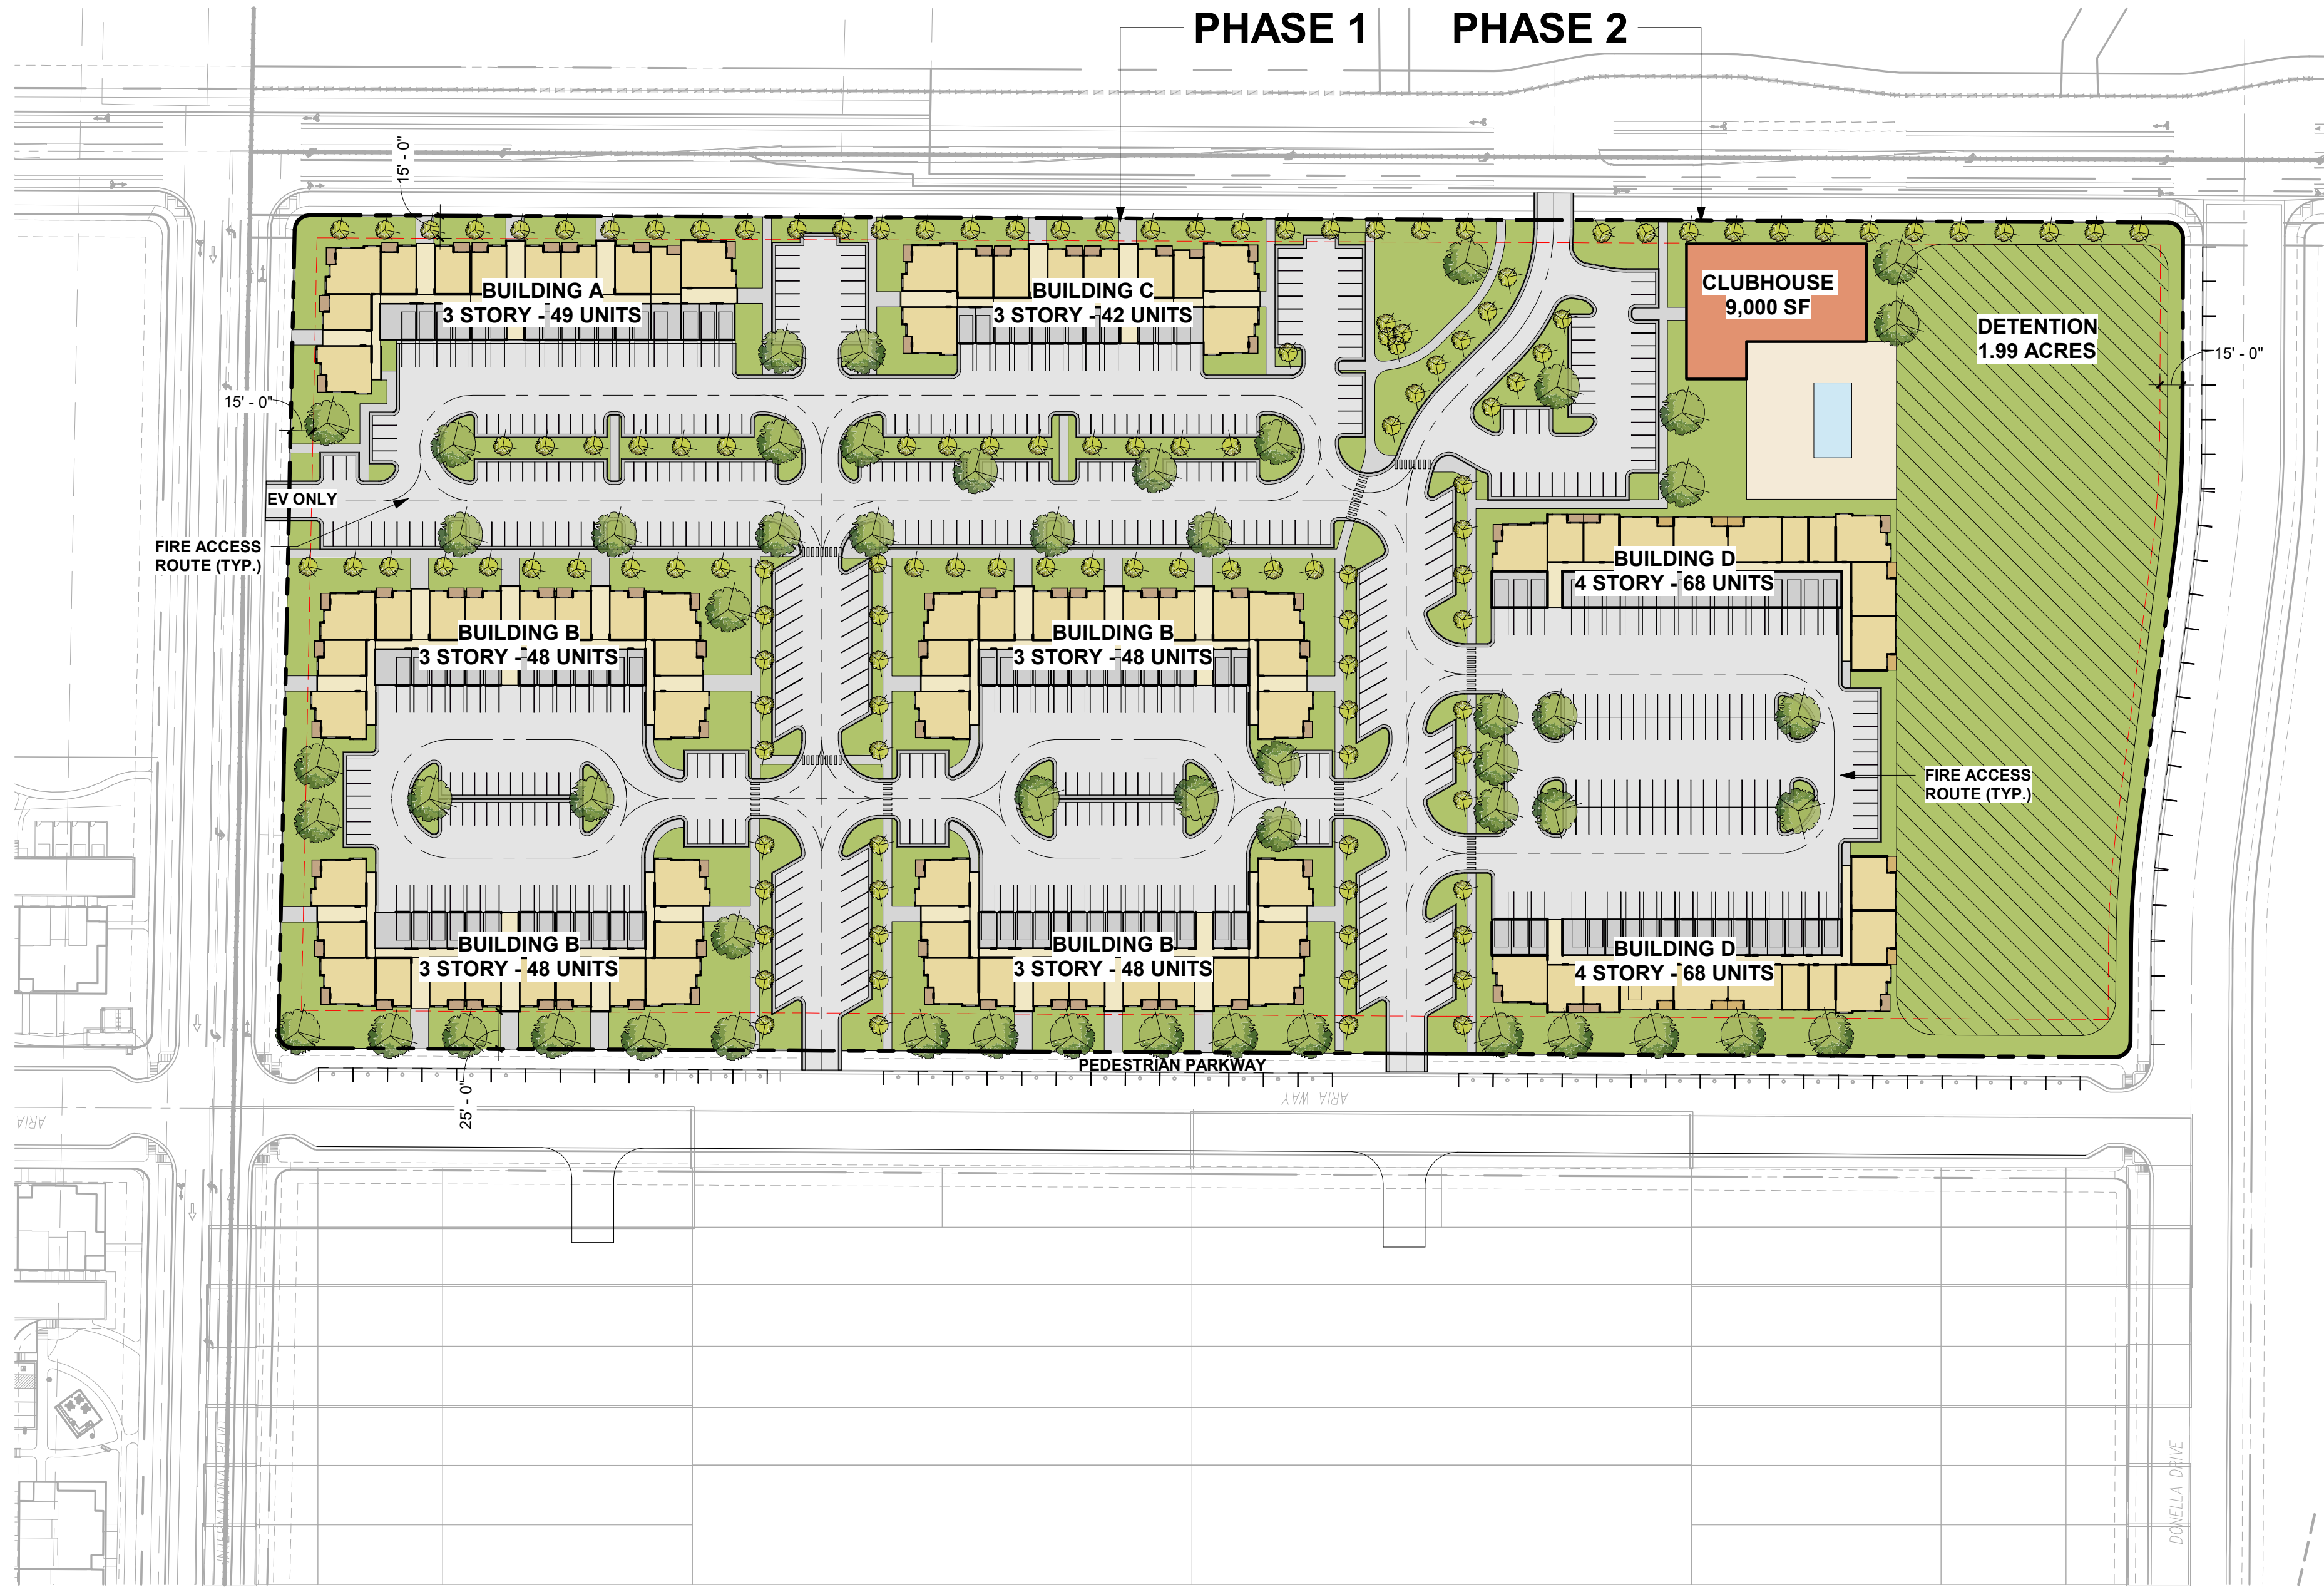 PHASE 1
PHASE 2
15' - 0"
BUILDING A
3 STORY - 49 UNITS
BUILDING C
3 STORY - 42 UNITS
CLUBHOUSE
9,000 SF
DETENTION
1.99 ACRES
15' - 0"
15' - 0"
EV ONLY
FIRE ACCESS
ROUTE (TYP.)
BUILDING D
4 STORY - 68 UNITS
BUILDING B
3 STORY - 48 UNITS
BUILDING B
3 STORY - 48 UNITS
FIRE ACCESS
ROUTE (TYP.)
BUILDING B
3 STORY - 48 UNITS
BUILDING B
3 STORY - 48 UNITS
BUILDING D
4 STORY - 68 UNITS
PEDESTRIAN PARKWAY
25' - 0"
ARIA WAY
ARIA
DONELLA DRIVE